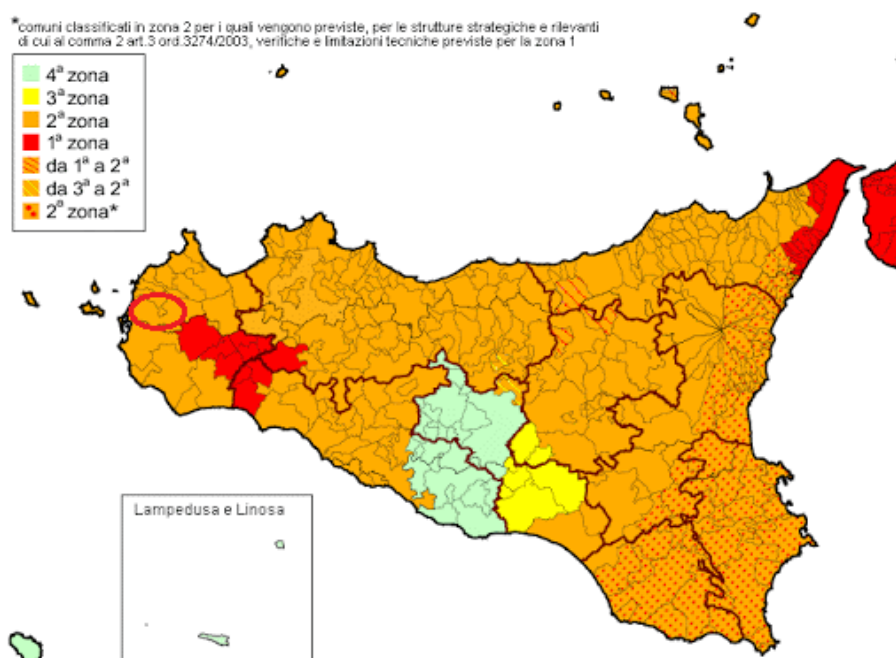 *comuni classificati in zona 2 per i quali vengono previste, per le strutture strategiche e rilevanti
di cui al comma 2 art.3 ord.3274/2003, verifiche e limitazioni tecniche previste per la zona 1
4ª zona
3ª zona
2ª zona
1ª zona
da 1ª a 2ª
da 3ª a 2ª
2ª zona*
Lampedusa e Linosa